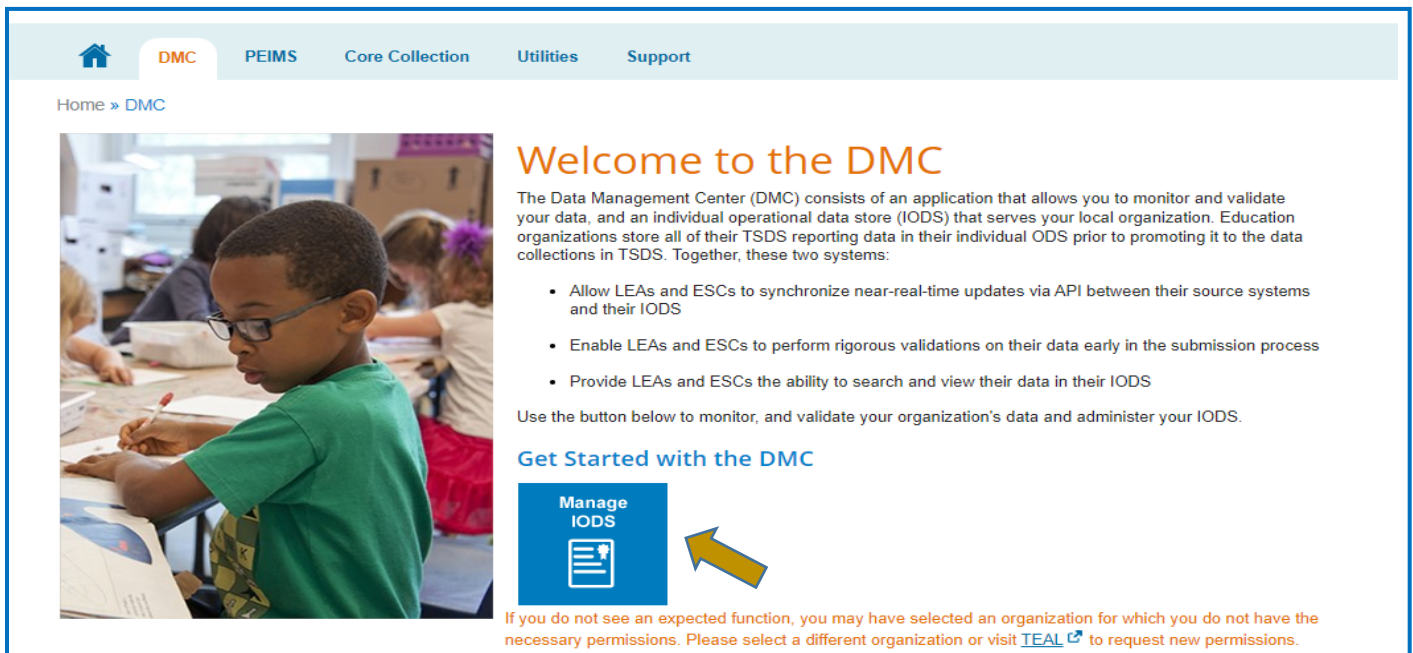 DMC PEIMS Core Collection Utilities Support
Home » DMC
Welcome to the DMC
The Data Management Center (DMC) consists of an application that allows you to monitor and validate
your data, and an individual operational data store (IODS) that serves your local organization. Education
organizations store all of their TSDS reporting data in their individual ODS prior to promoting it to the data
collections in TSDS. Together, these two systems:
• Allow LEAs and ESCs to synchronize near-real-time updates via API between their source systems
and their IODS
• Enable LEAs and ESCs to perform rigorous validations on their data early in the submission process
• Provide LEAs and ESCs the ability to search and view their data in their IODS
Use the button below to monitor, and validate your organization's data and administer your IODS.
Get Started with the DMC
Manage
IODS
If you do not see an expected function, you may have selected an organization for which you do not have the
necessary permissions. Please select a different organization or visit TEAL to request new permissions.